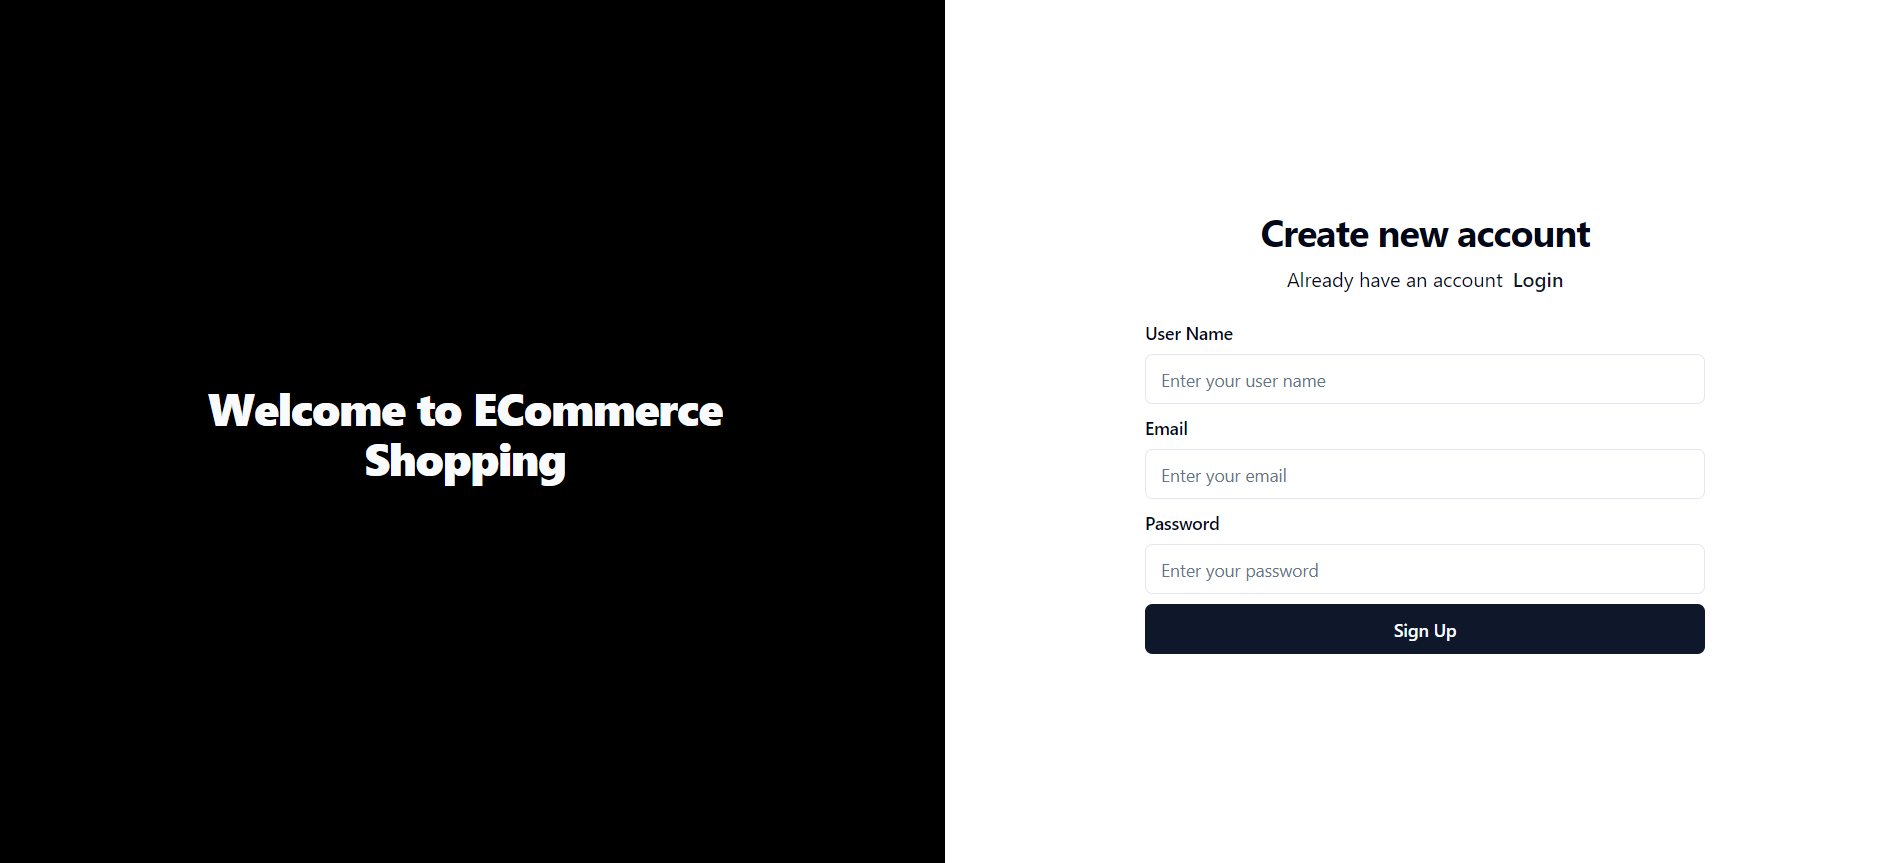 Welcome to ECommerce
Shopping
Create new account
Already have an account Login
User Name
Enter your user name
Email
Enter your email
Password
Enter your password
Sign Up